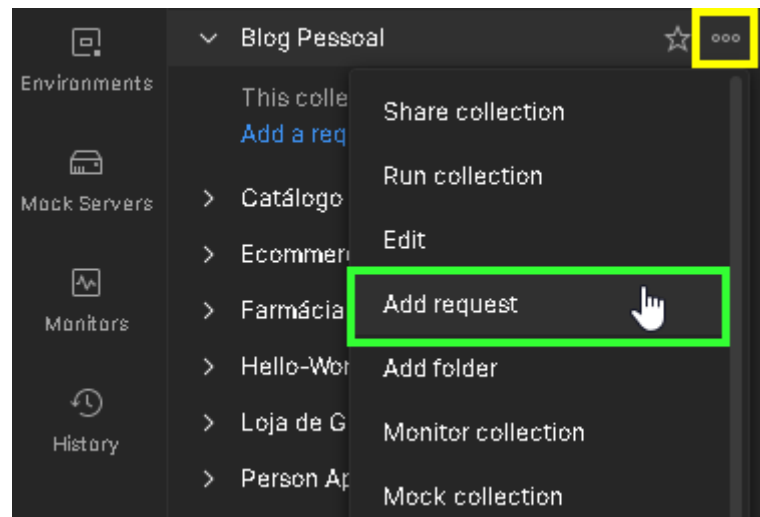 Environments
Mock Servers
Monitors
History
Blog Pessoal
This colle
Add a req
Catálogo
Ecommer
Farmácia
Hello-Wor
Loja de G
Person Ap
Share collection
Run collection
Edit
Add request
Add folder
Monitor collection
Mock collection